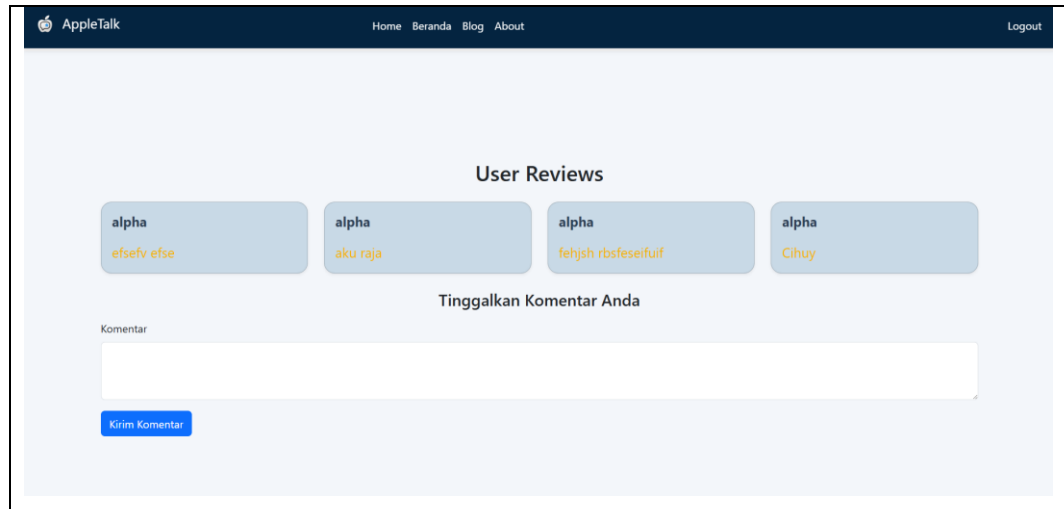 AppleTalk Home Beranda Blog About Logout
User Reviews
alpha alpha alpha alpha
efsefv efse aku raja fehjsh rbsfeseifuif Cihuy
Tinggalkan Komentar Anda
Komentar
Kirim Komentar